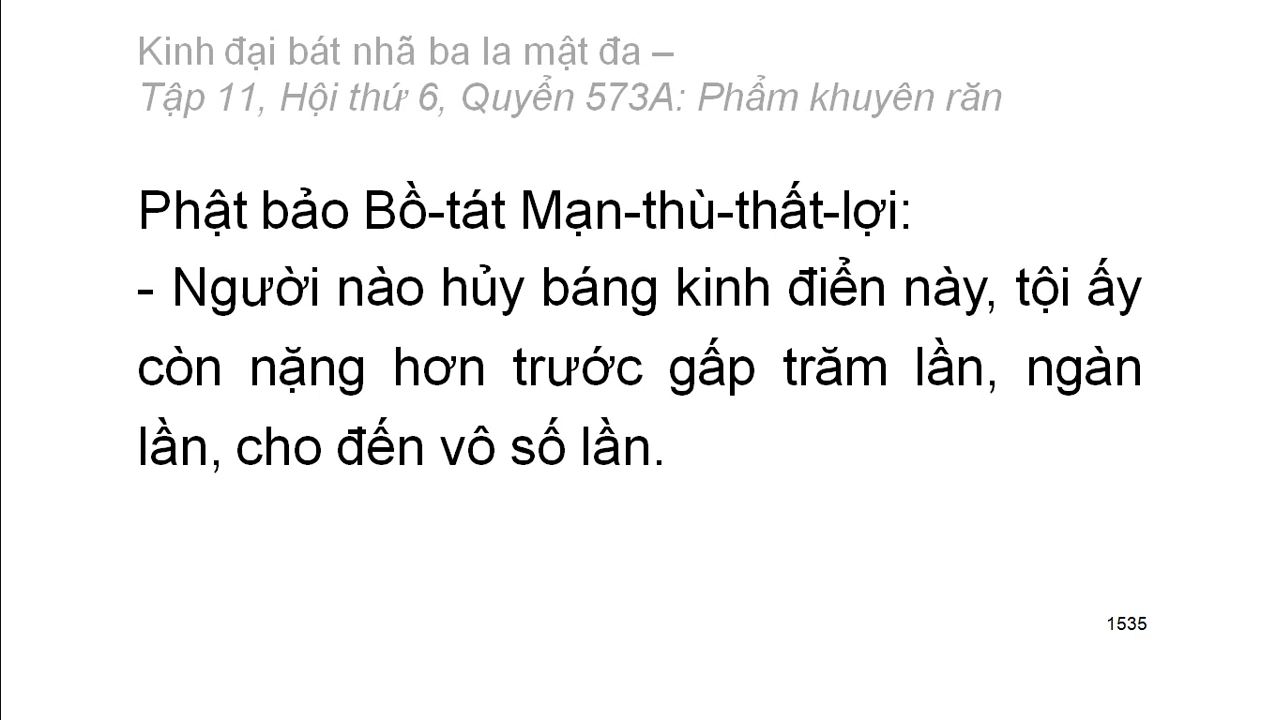 Kinh đại bát nhã ba la mật đa –
Tập 11, Hội thứ 6, Quyển 573A: Phẩm khuyên răn
Phật bảo Bồ-tát Mạn-thù-thất-lợi:
- Người nào hủy báng kinh điển này, tội ấy
còn nặng hơn trước gấp trăm lần, ngàn
lần, cho đến vô số lần.
1535